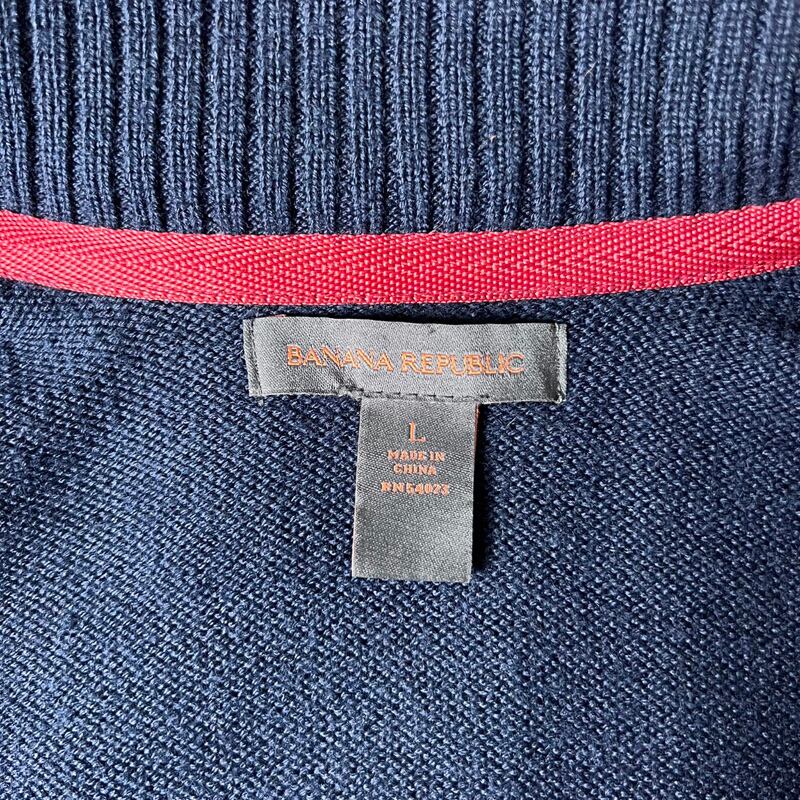 BANANA REPUBLIC
L
MADE IN
CHINA
RN54023